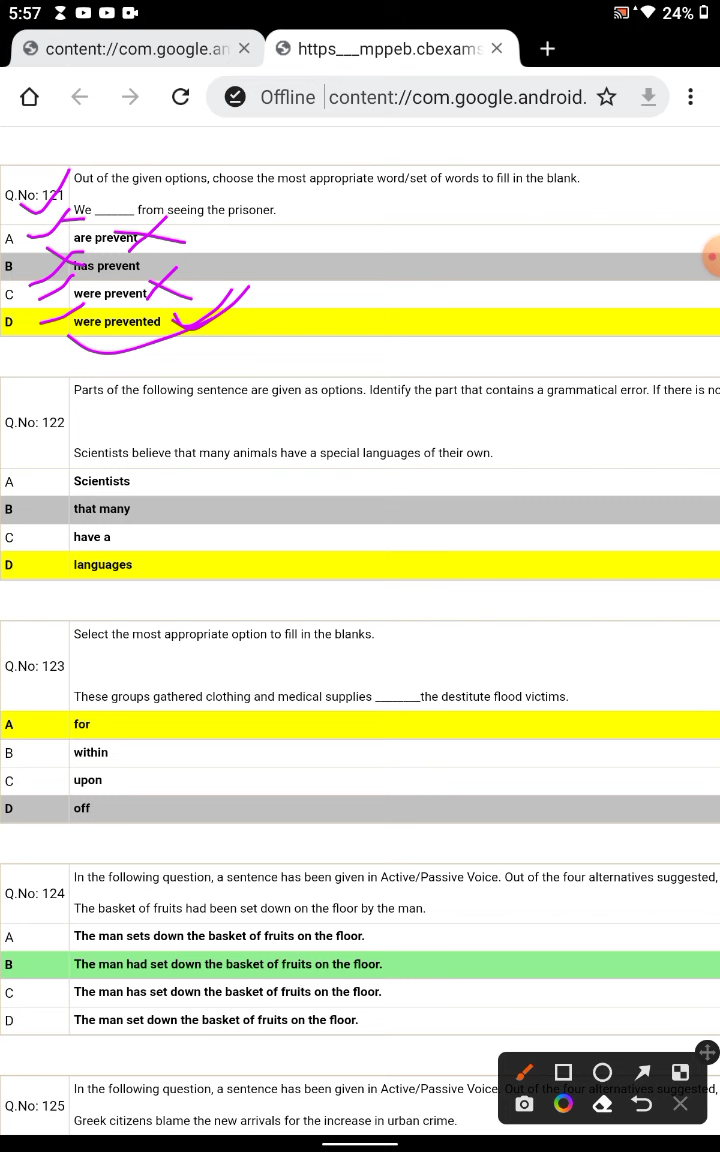 5:57
24%
content://com.google.an
https___mppeb.cbexams
Offline content://com.google.android.
Out of the given options, choose the most appropriate word/set of words to fill in the blank.
Q.No: 121
We _______ from seeing the prisoner.
A are prevent
B has prevent
C were prevent
D were prevented
Parts of the following sentence are given as options. Identify the part that contains a grammatical error. If there is no
Q.No: 122
Scientists believe that many animals have a special languages of their own.
A Scientists
B that many
C have a
D languages
Select the most appropriate option to fill in the blanks.
Q.No: 123
These groups gathered clothing and medical supplies ________the destitute flood victims.
A for
B within
C upon
D off
In the following question, a sentence has been given in Active/Passive Voice. Out of the four alternatives suggested,
Q.No: 124
The basket of fruits had been set down on the floor by the man.
A The man sets down the basket of fruits on the floor.
B The man had set down the basket of fruits on the floor.
C The man has set down the basket of fruits on the floor.
D The man set down the basket of fruits on the floor.
In the following question, a sentence has been given in Active/Passive Voice. Out of the four alternatives suggested,
Q.No: 125
Greek citizens blame the new arrivals for the increase in urban crime.